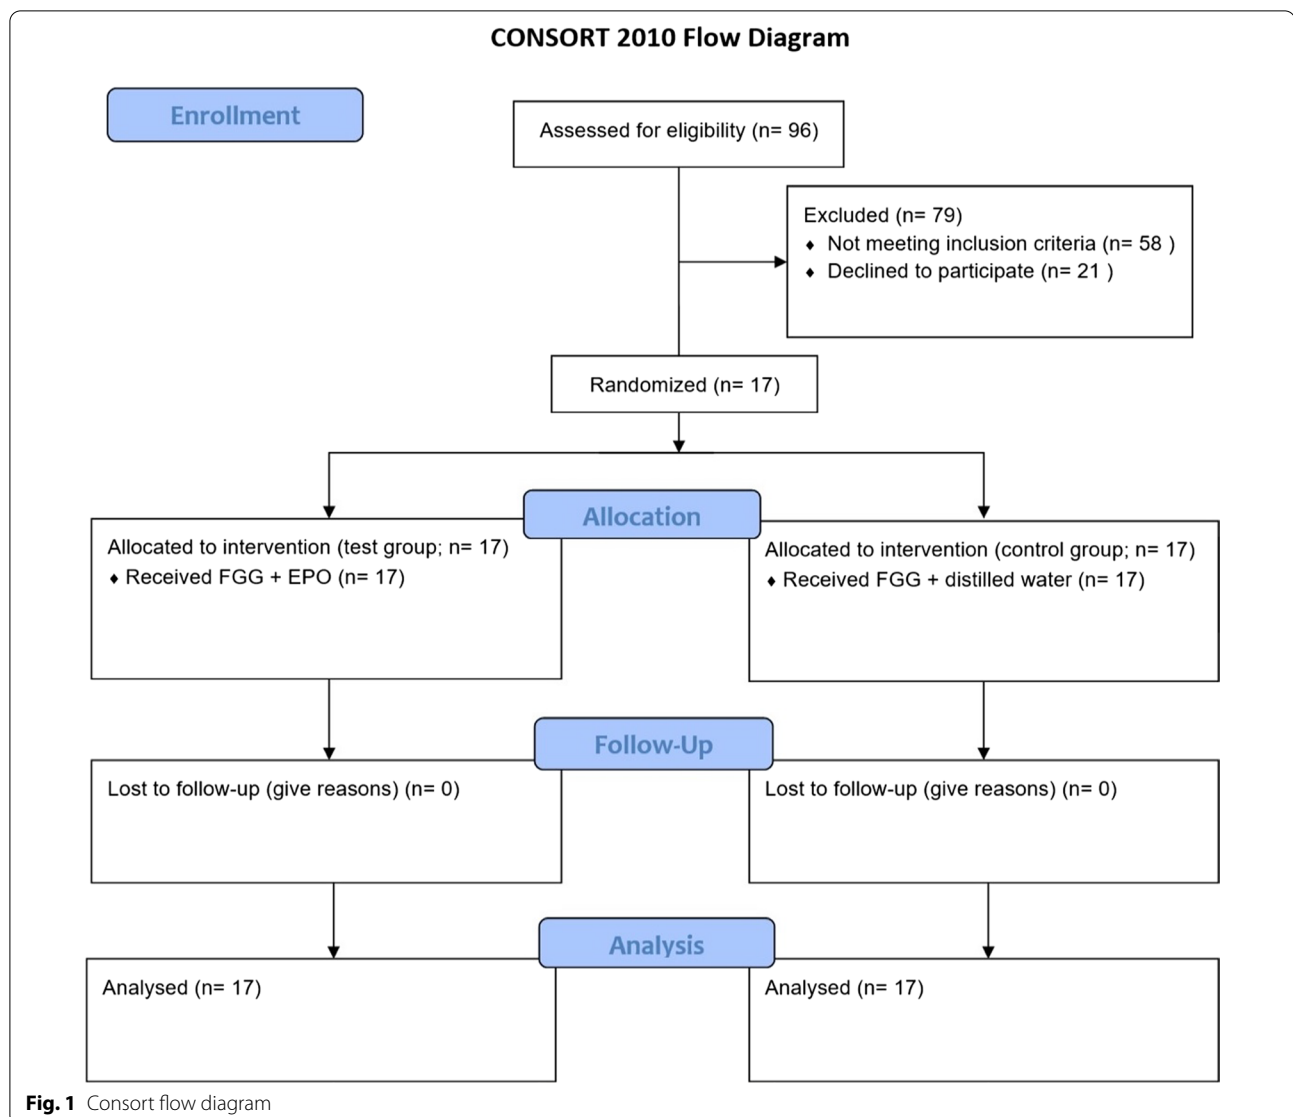 CONSORT 2010 Flow Diagram
Enrollment
Assessed for eligibility (n= 96)
Excluded (n= 79)
♦ Not meeting inclusion criteria (n= 58 )
♦ Declined to participate (n= 21 )
Randomized (n= 17)
Allocation
Allocated to intervention (test group; n= 17)
♦ Received FGG + EPO (n= 17)
Allocated to intervention (control group; n= 17)
♦ Received FGG + distilled water (n= 17)
Follow-Up
Lost to follow-up (give reasons) (n= 0)
Lost to follow-up (give reasons) (n= 0)
Analysis
Analysed (n= 17)
Analysed (n= 17)
Fig. 1 Consort flow diagram